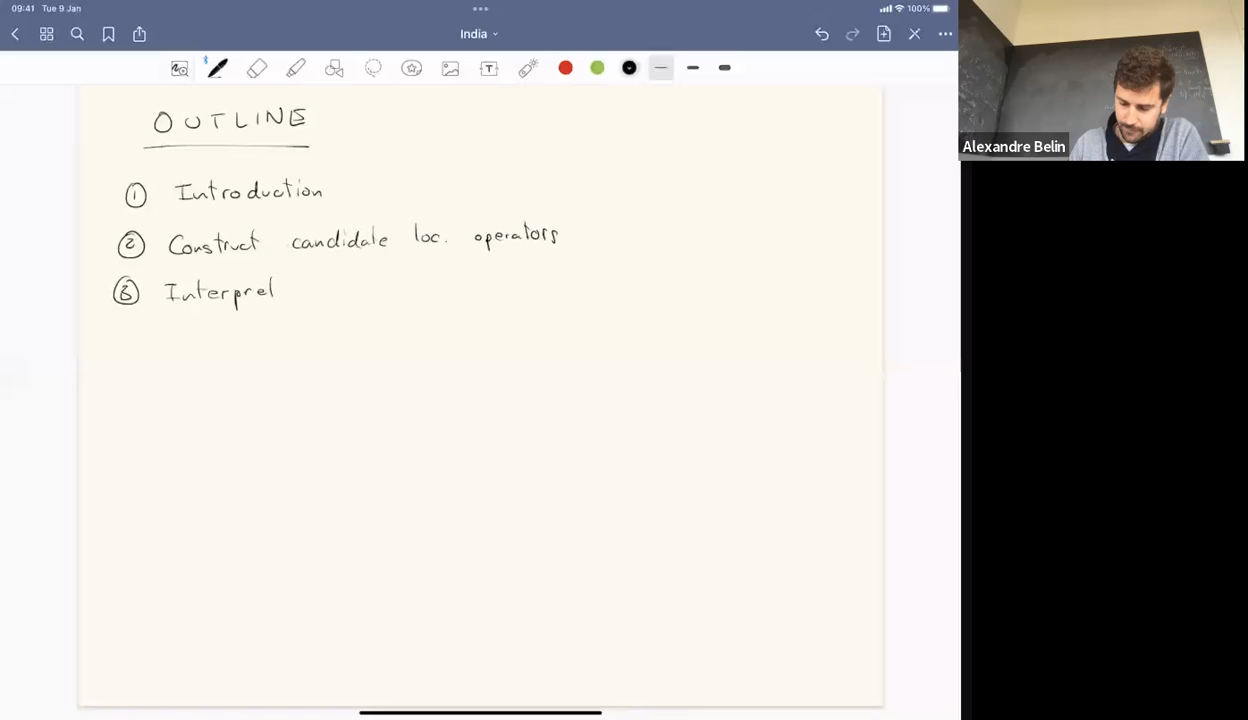 09:41 Tue 9 Jan
100%
India
T
Alexandre Belin
OUTLINE
① Introduction
② Construct candidate loc. operators
③ Interpret